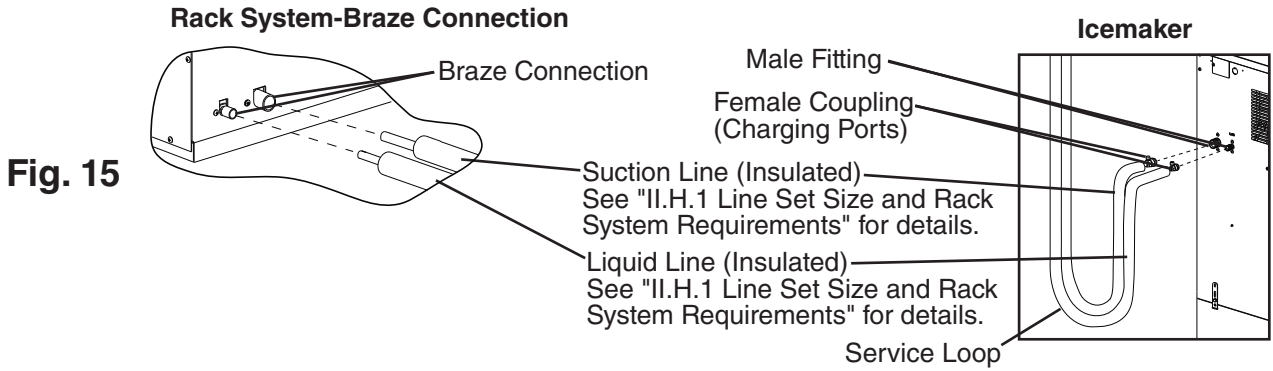 Rack System-Braze Connection
Icemaker
Braze Connection
Male Fitting
Female Coupling
(Charging Ports)
Fig. 15
Suction Line (Insulated)
See "II.H.1 Line Set Size and Rack
System Requirements" for details.
Liquid Line (Insulated)
See "II.H.1 Line Set Size and Rack
System Requirements" for details.
Service Loop